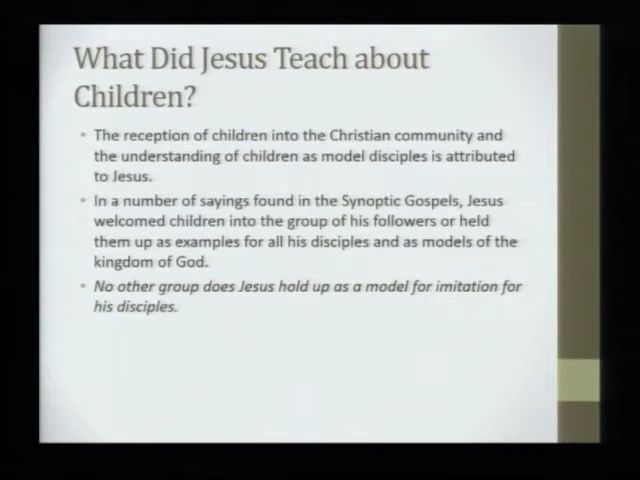 What Did Jesus Teach about
Children?
• The reception of children into the Christian community and
the understanding of children as model disciples is attributed
to Jesus.
• In a number of sayings found in the Synoptic Gospels, Jesus
welcomed children into the group of his followers or held
them up as examples for all his disciples and as models of the
kingdom of God.
• No other group does Jesus hold up as a model for imitation for
his disciples.